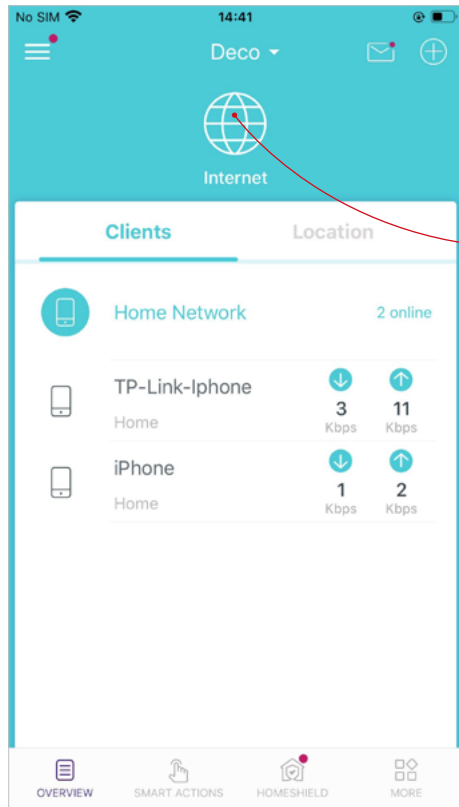 No SIM 14:41
Deco
Internet
Clients Location
Home Network 2 online
TP-Link-Iphone
Home
3 11
Kbps Kbps
iPhone
Home
1 2
Kbps Kbps
OVERVIEW SMART ACTIONS HOMESHIELD MORE